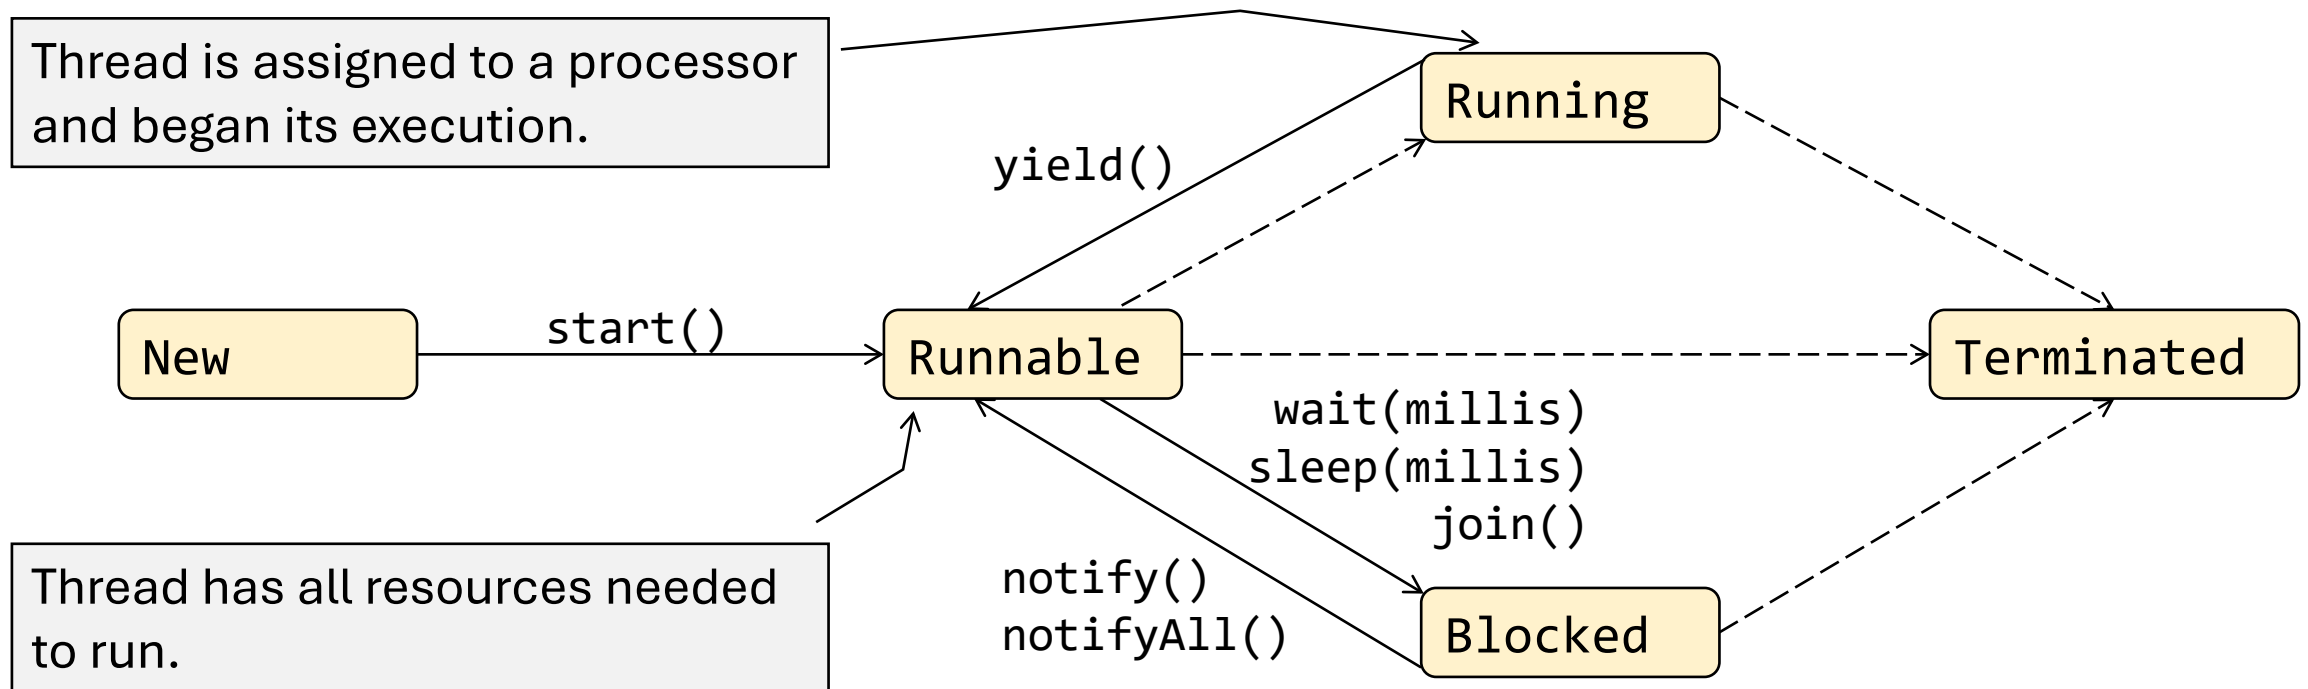 Thread is assigned to a processor
and began its execution.
Running
yield()
New
start()
Runnable
Terminated
wait(millis)
sleep(millis)
join()
Thread has all resources needed
to run.
notify()
notifyAll()
Blocked